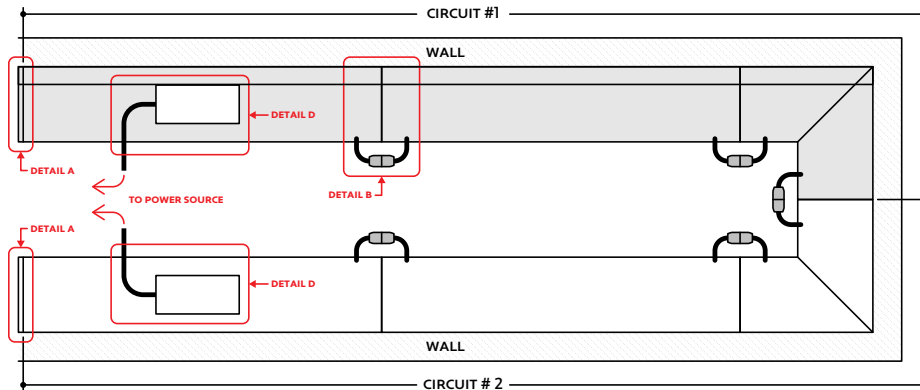 CIRCUIT #1
WALL
DETAIL D
DETAIL A
DETAIL B
TO POWER SOURCE
DETAIL A
DETAIL D
WALL
CIRCUIT # 2